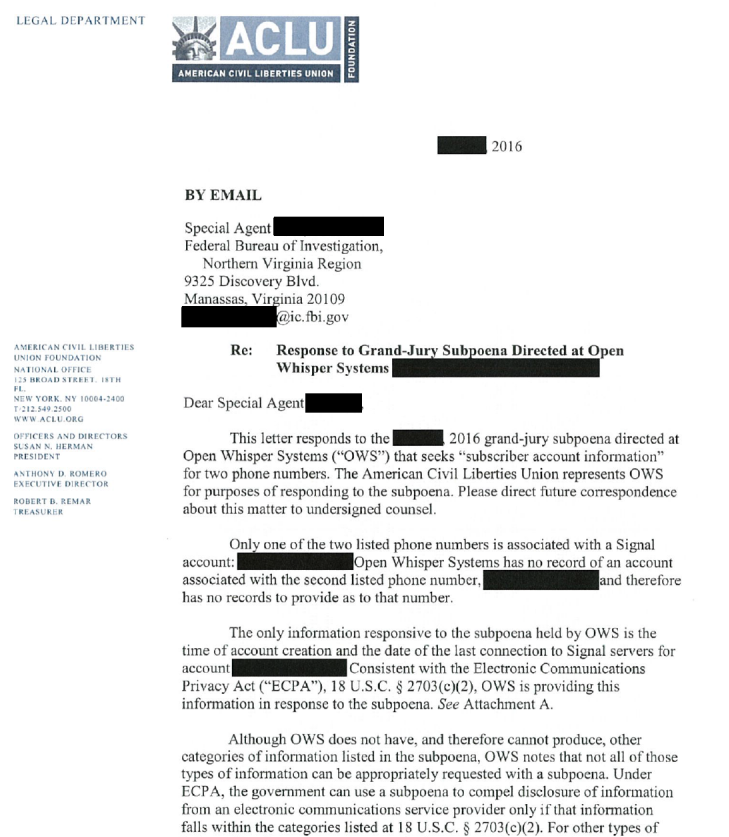 LEGAL DEPARTMENT
ACLU
AMERICAN CIVIL LIBERTIES UNION
FOUNDATION
, 2016
BY EMAIL
Special Agent
Federal Bureau of Investigation,
Northern Virginia Region
9325 Discovery Blvd.
Manassas, Virginia 20109
@ic.fbi.gov
AMERICAN CIVIL LIBERTIES
UNION FOUNDATION
NATIONAL OFFICE
125 BROAD STREET, 18TH
FL.
NEW YORK, NY 10004-2400
T/212.549.2500
WWW.ACLU.ORG
OFFICERS AND DIRECTORS
SUSAN N. HERMAN
PRESIDENT
ANTHONY D. ROMERO
EXECUTIVE DIRECTOR
ROBERT B. REMAR
TREASURER
Re: Response to Grand-Jury Subpoena Directed at Open
Whisper Systems
Dear Special Agent ,
This letter responds to the , 2016 grand-jury subpoena directed at
Open Whisper Systems (“OWS”) that seeks “subscriber account information”
for two phone numbers. The American Civil Liberties Union represents OWS
for purposes of responding to the subpoena. Please direct future correspondence
about this matter to undersigned counsel.
Only one of the two listed phone numbers is associated with a Signal
account: Open Whisper Systems has no record of an account
associated with the second listed phone number, and therefore
has no records to provide as to that number.
The only information responsive to the subpoena held by OWS is the
time of account creation and the date of the last connection to Signal servers for
account Consistent with the Electronic Communications
Privacy Act (“ECPA”), 18 U.S.C. § 2703(c)(2), OWS is providing this
information in response to the subpoena. See Attachment A.
Although OWS does not have, and therefore cannot produce, other
categories of information listed in the subpoena, OWS notes that not all of those
types of information can be appropriately requested with a subpoena. Under
ECPA, the government can use a subpoena to compel disclosure of information
from an electronic communications service provider only if that information
falls within the categories listed at 18 U.S.C. § 2703(c)(2). For other types of